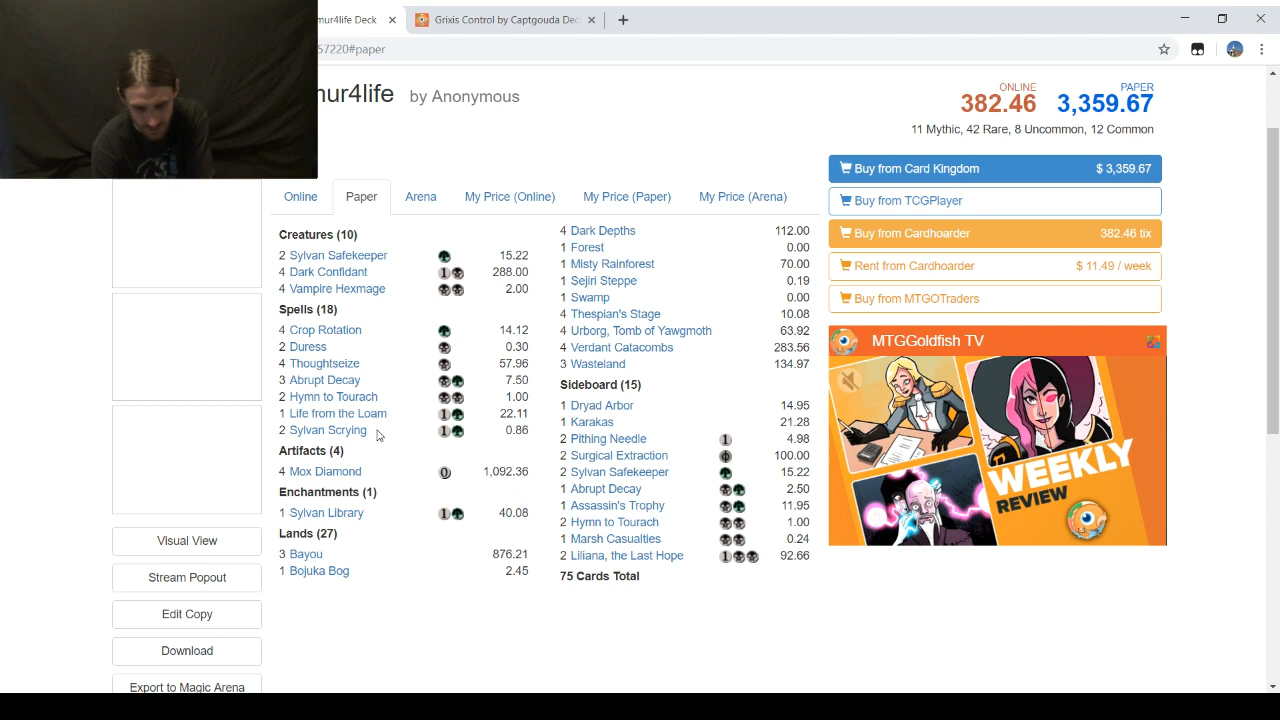 mur4life Deck
Grixis Control by Captgouda Dec
57220#paper
mur4life by Anonymous
ONLINE
382.46
PAPER
3,359.67
11 Mythic, 42 Rare, 8 Uncommon, 12 Common
Online
Paper
Arena
My Price (Online)
My Price (Paper)
My Price (Arena)
Creatures (10)
2 Sylvan Safekeeper 15.22
4 Dark Confidant 1 288.00
4 Vampire Hexmage 2.00
Spells (18)
4 Crop Rotation 14.12
2 Duress 0.30
4 Thoughtseize 57.96
3 Abrupt Decay 7.50
2 Hymn to Tourach 1.00
1 Life from the Loam 1 22.11
2 Sylvan Scrying 1 0.86
Artifacts (4)
4 Mox Diamond 0 1,092.36
Enchantments (1)
1 Sylvan Library 1 40.08
Lands (27)
3 Bayou 876.21
1 Bojuka Bog 2.45
4 Dark Depths 112.00
1 Forest 0.00
1 Misty Rainforest 70.00
1 Sejiri Steppe 0.19
1 Swamp 0.00
4 Thespian's Stage 10.08
4 Urborg, Tomb of Yawgmoth 63.92
4 Verdant Catacombs 283.56
3 Wasteland 134.97
Sideboard (15)
1 Dryad Arbor 14.95
1 Karakas 21.28
2 Pithing Needle 1 4.98
2 Surgical Extraction 100.00
2 Sylvan Safekeeper 15.22
1 Abrupt Decay 2.50
1 Assassin's Trophy 11.95
2 Hymn to Tourach 1.00
1 Marsh Casualties 0.24
2 Liliana, the Last Hope 1 92.66
75 Cards Total
Buy from Card Kingdom $ 3,359.67
Buy from TCGPlayer
Buy from Cardhoarder 382.46 tix
Rent from Cardhoarder $ 11.49 / week
Buy from MTGOTraders
MTGGoldfish TV
WEEKLY
REVIEW
Visual View
Stream Popout
Edit Copy
Download
Export to Magic Arena